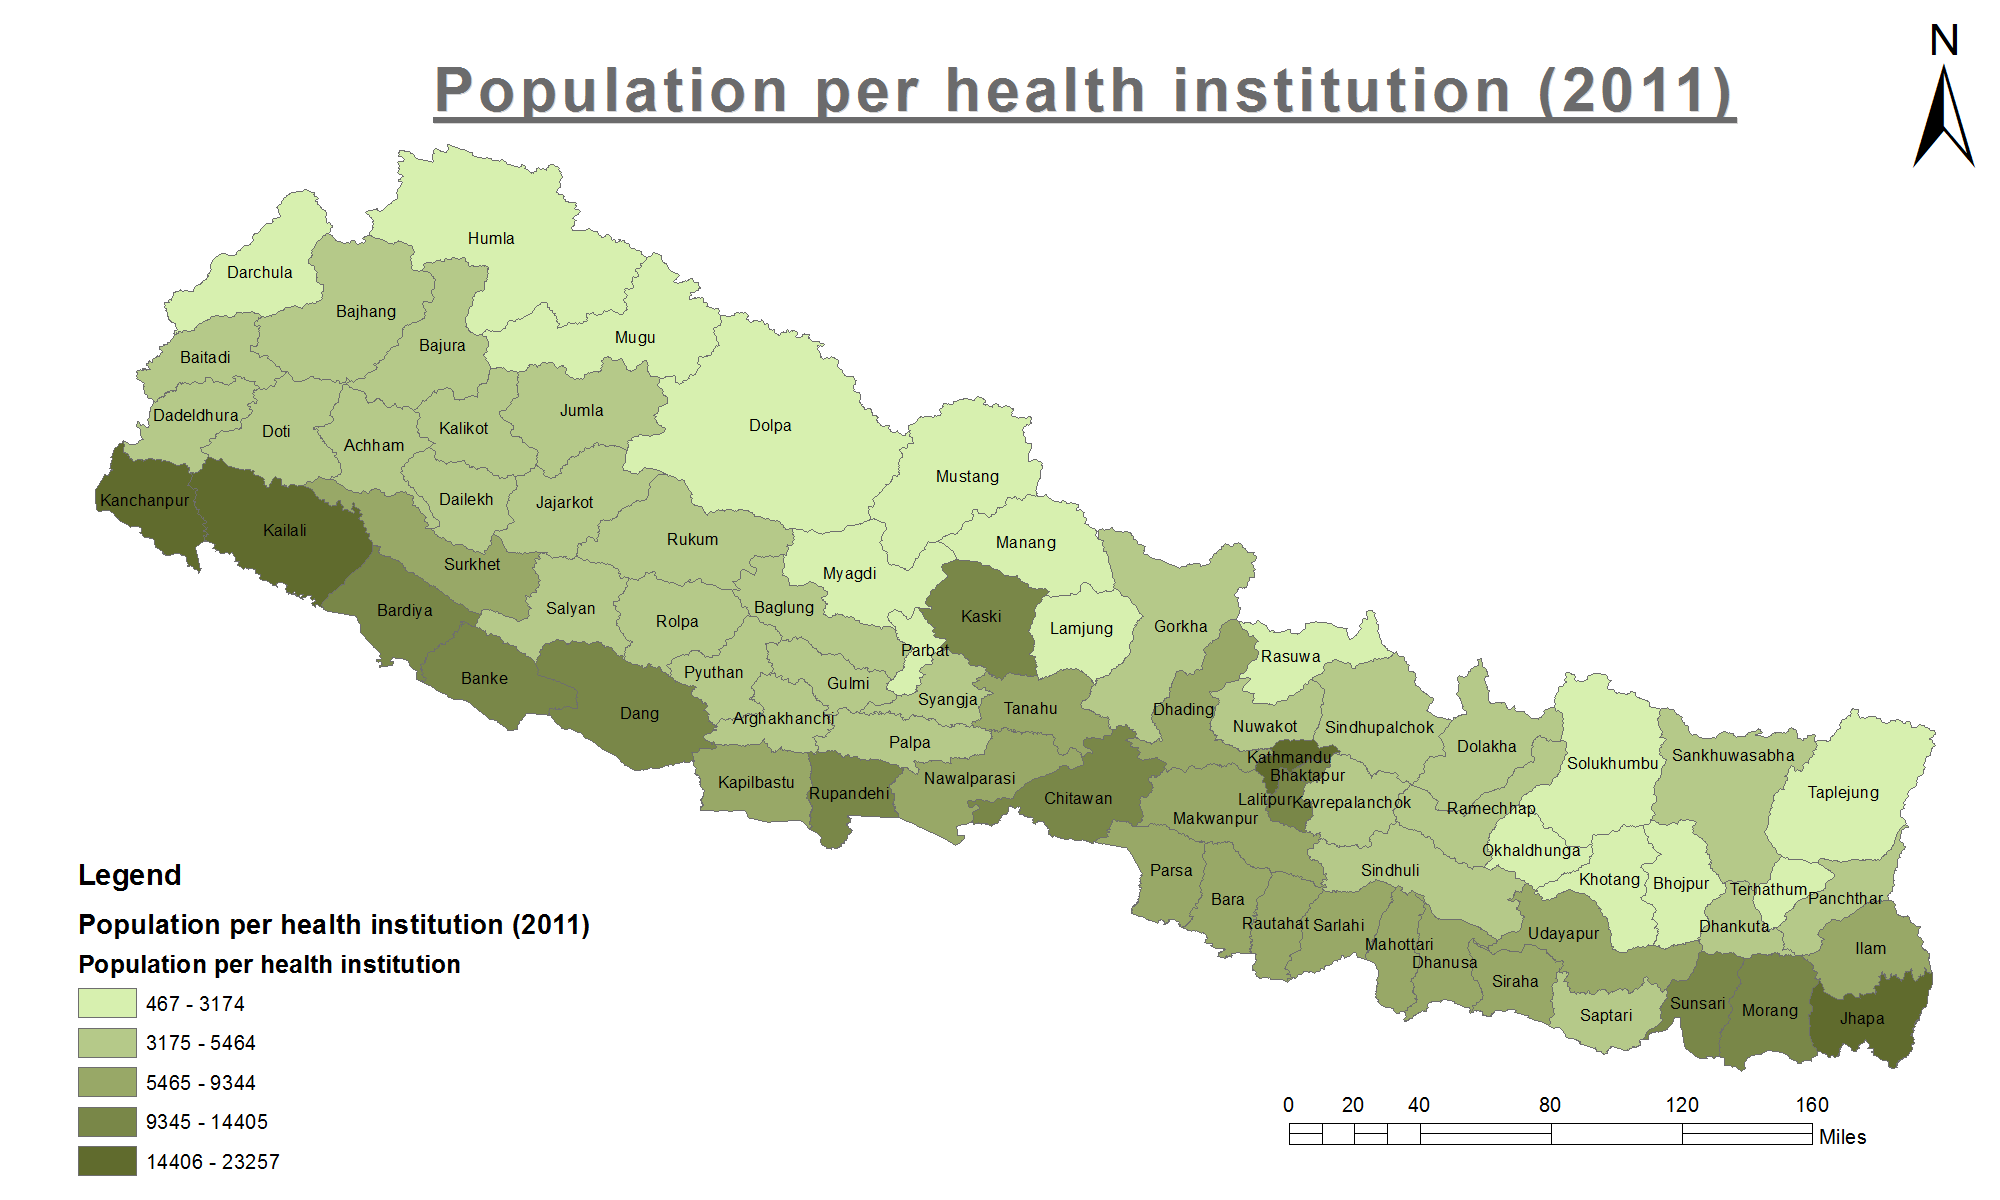 N
Population per health institution (2011)
Humla
Darchula
Bajhang
Mugu
Bajura
Baitadi
Jumla
Dadeldhura
Dolpa
Kalikot
Doti
Achham
Mustang
Dailekh
Kanchanpur
Jajarkot
Kailali
Rukum
Manang
Surkhet
Myagdi
Salyan
Baglung
Bardiya
Kaski
Rolpa
Lamjung
Gorkha
Parbat
Rasuwa
Pyuthan
Banke
Gulmi
Syangja
Tanahu
Dhading
Dang
Arghakhanchi
Nuwakot
Sindhupalchok
Palpa
Dolakha
Sankhuwasabha
Kathmandu
Solukhumbu
Bhaktapur
Nawalparasi
Kapilbastu
Rupandehi
Taplejung
Chitawan
Lalitpur
Kavrepalanchok
Ramechhap
Makwanpur
Okhaldhunga
Parsa
Sindhuli
Khotang
Bhojpur
Terhathum
Panchthar
Bara
Rautahat
Sarlahi
Dhankuta
Udayapur
Mahottari
Ilam
Dhanusa
Siraha
Sunsari
Morang
Saptari
Jhapa
Legend
Population per health institution (2011)
Population per health institution
467 - 3174
3175 - 5464
5465 - 9344
9345 - 14405
14406 - 23257
0 20 40 80 120 160
Miles